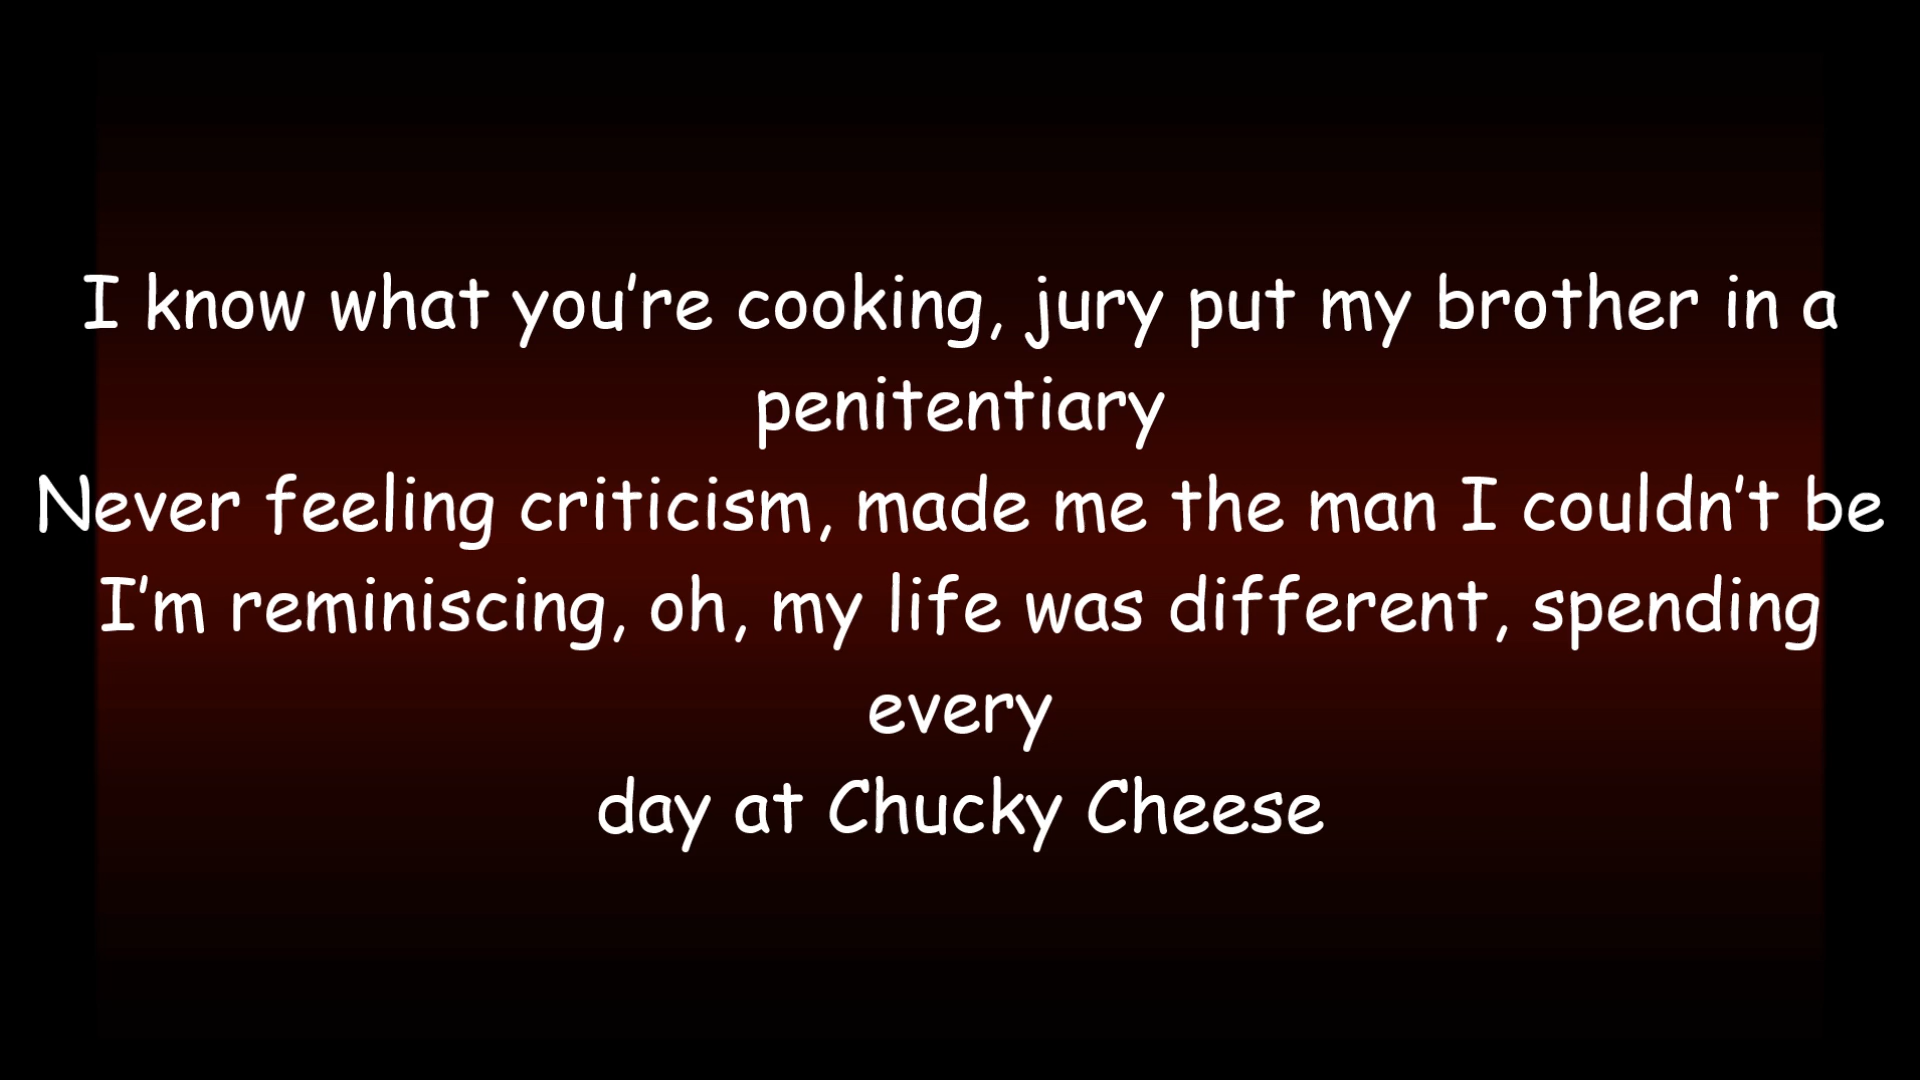 I know what you’re cooking, jury put my brother in a
penitentiary
Never feeling criticism, made me the man I couldn’t be
I’m reminiscing, oh, my life was different, spending
every
day at Chucky Cheese